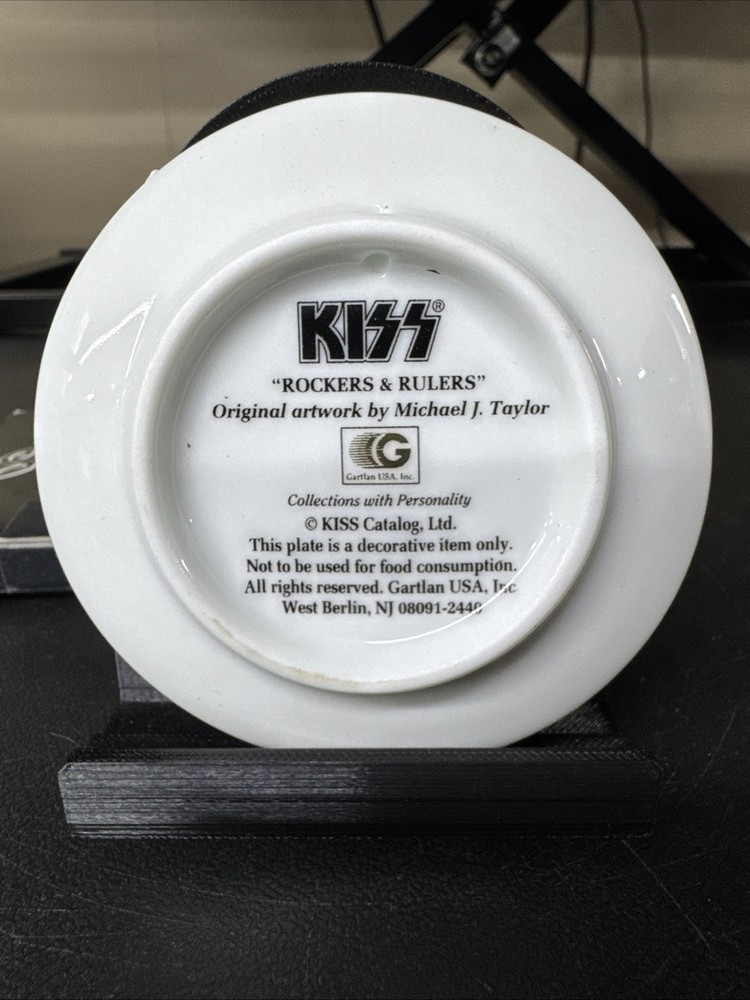 KISS®
“ROCKERS & RULERS”
Original artwork by Michael J. Taylor
G
Gartlan USA, Inc.
Collections with Personality
© KISS Catalog, Ltd.
This plate is a decorative item only.
Not to be used for food consumption.
All rights reserved. Gartlan USA, Inc
West Berlin, NJ 08091-2440